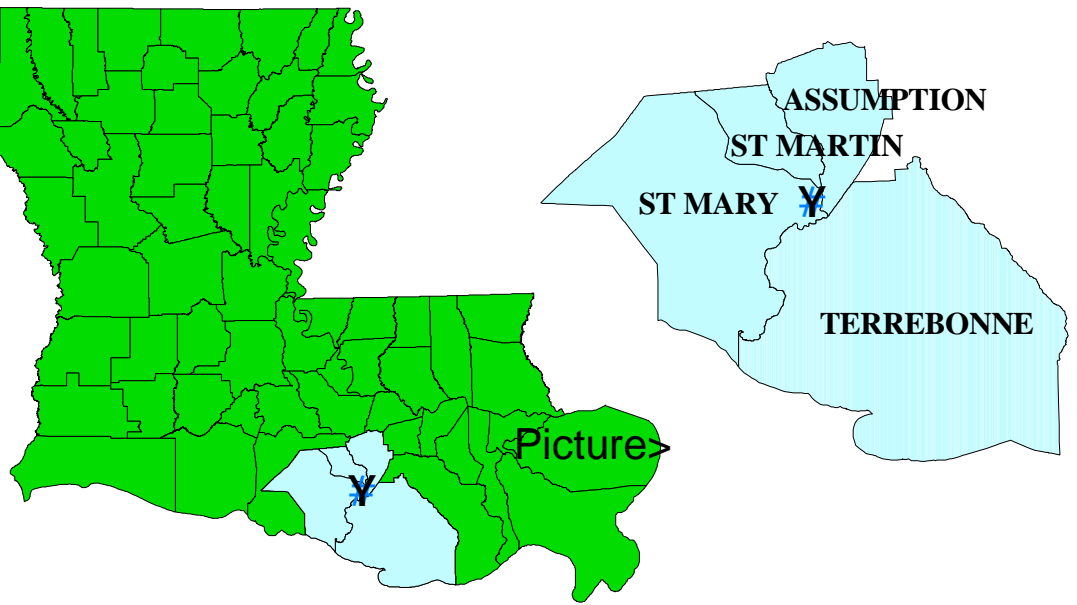 ASSUMPTION
ST MARTIN
ST MARY
#
Y
TERREBONNE
Picture>
#
Y